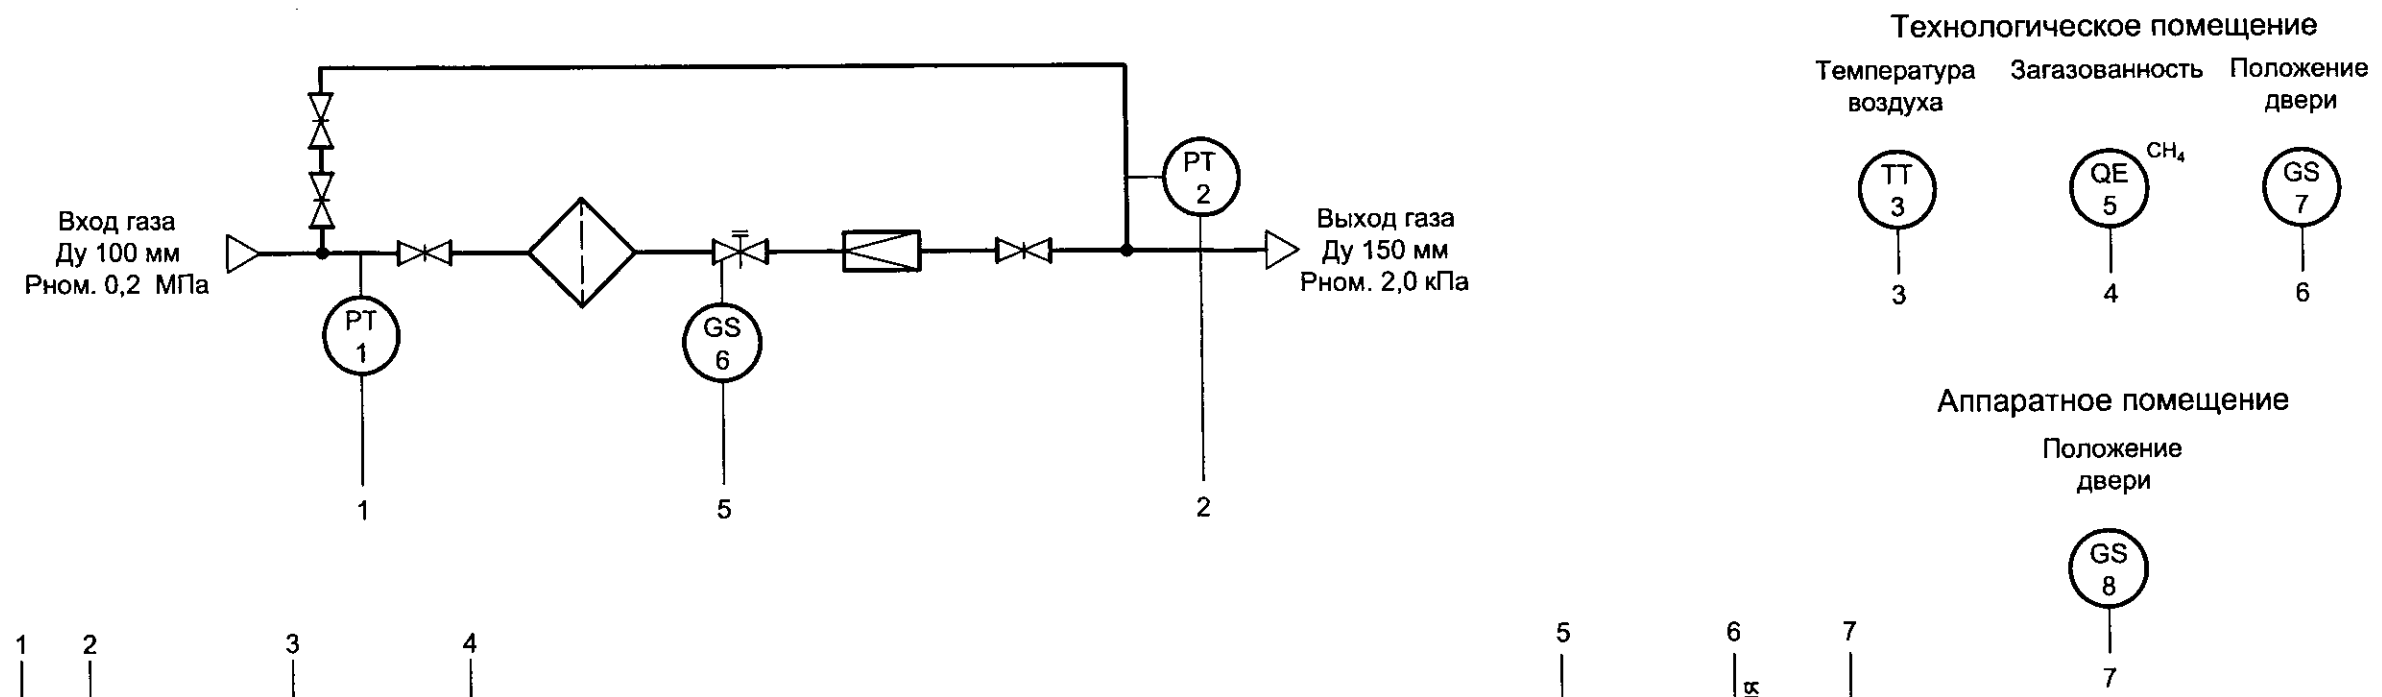 Технологическое помещение
Температура воздуха
Загазованность
Положение двери
TT
3
QE
5
CH₄
GS
7
3
4
6
Вход газа
Ду 100 мм
Рном. 0,2 МПа
PT
1
GS
6
PT
2
Выход газа
Ду 150 мм
Рном. 2,0 кПа
1
5
2
Аппаратное помещение
Положение
двери
GS
8
7
1
2
3
4
5
6
7